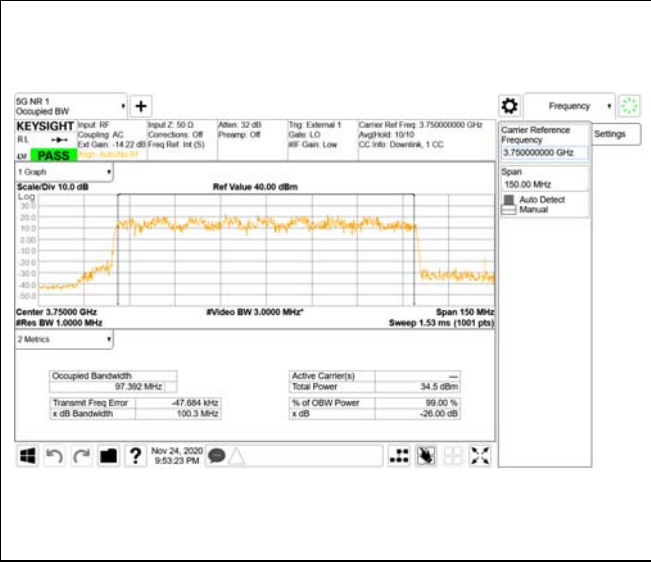 5G NR 1
Occupied BW
Frequency
KEYSIGHT
R L
LW
PASS
Input: RF
Coupling: AC
Ext Gain: -14.22 dB
Align: Auto/No RF
Input Z: 50 Ω
Corrections: Off
Freq Ref: Int (S)
Atten: 32 dB
Preamp: Off
Trig: External 1
Gate: LO
#IF Gain: Low
Carrier Ref Freq: 3.750000000 GHz
Avg|Hold: 10/10
CC Info: Downlink, 1 CC
Carrier Reference
Frequency
3.750000000 GHz
Settings
Span
150.00 MHz
Auto Detect
Manual
1 Graph
Scale/Div 10.0 dB
Ref Value 40.00 dBm
Log
30.0
20.0
10.0
0.00
-10.0
-20.0
-30.0
-40.0
-50.0
Center 3.75000 GHz
#Video BW 3.0000 MHz*
Span 150 MHz
#Res BW 1.0000 MHz
Sweep 1.53 ms (1001 pts)
2 Metrics
Occupied Bandwidth
97.392 MHz
Transmit Freq Error -47.684 kHz
x dB Bandwidth 100.3 MHz
Active Carrier(s) —
Total Power 34.5 dBm
% of OBW Power 99.00 %
x dB -26.00 dB
?
Nov 24, 2020
9:53:23 PM